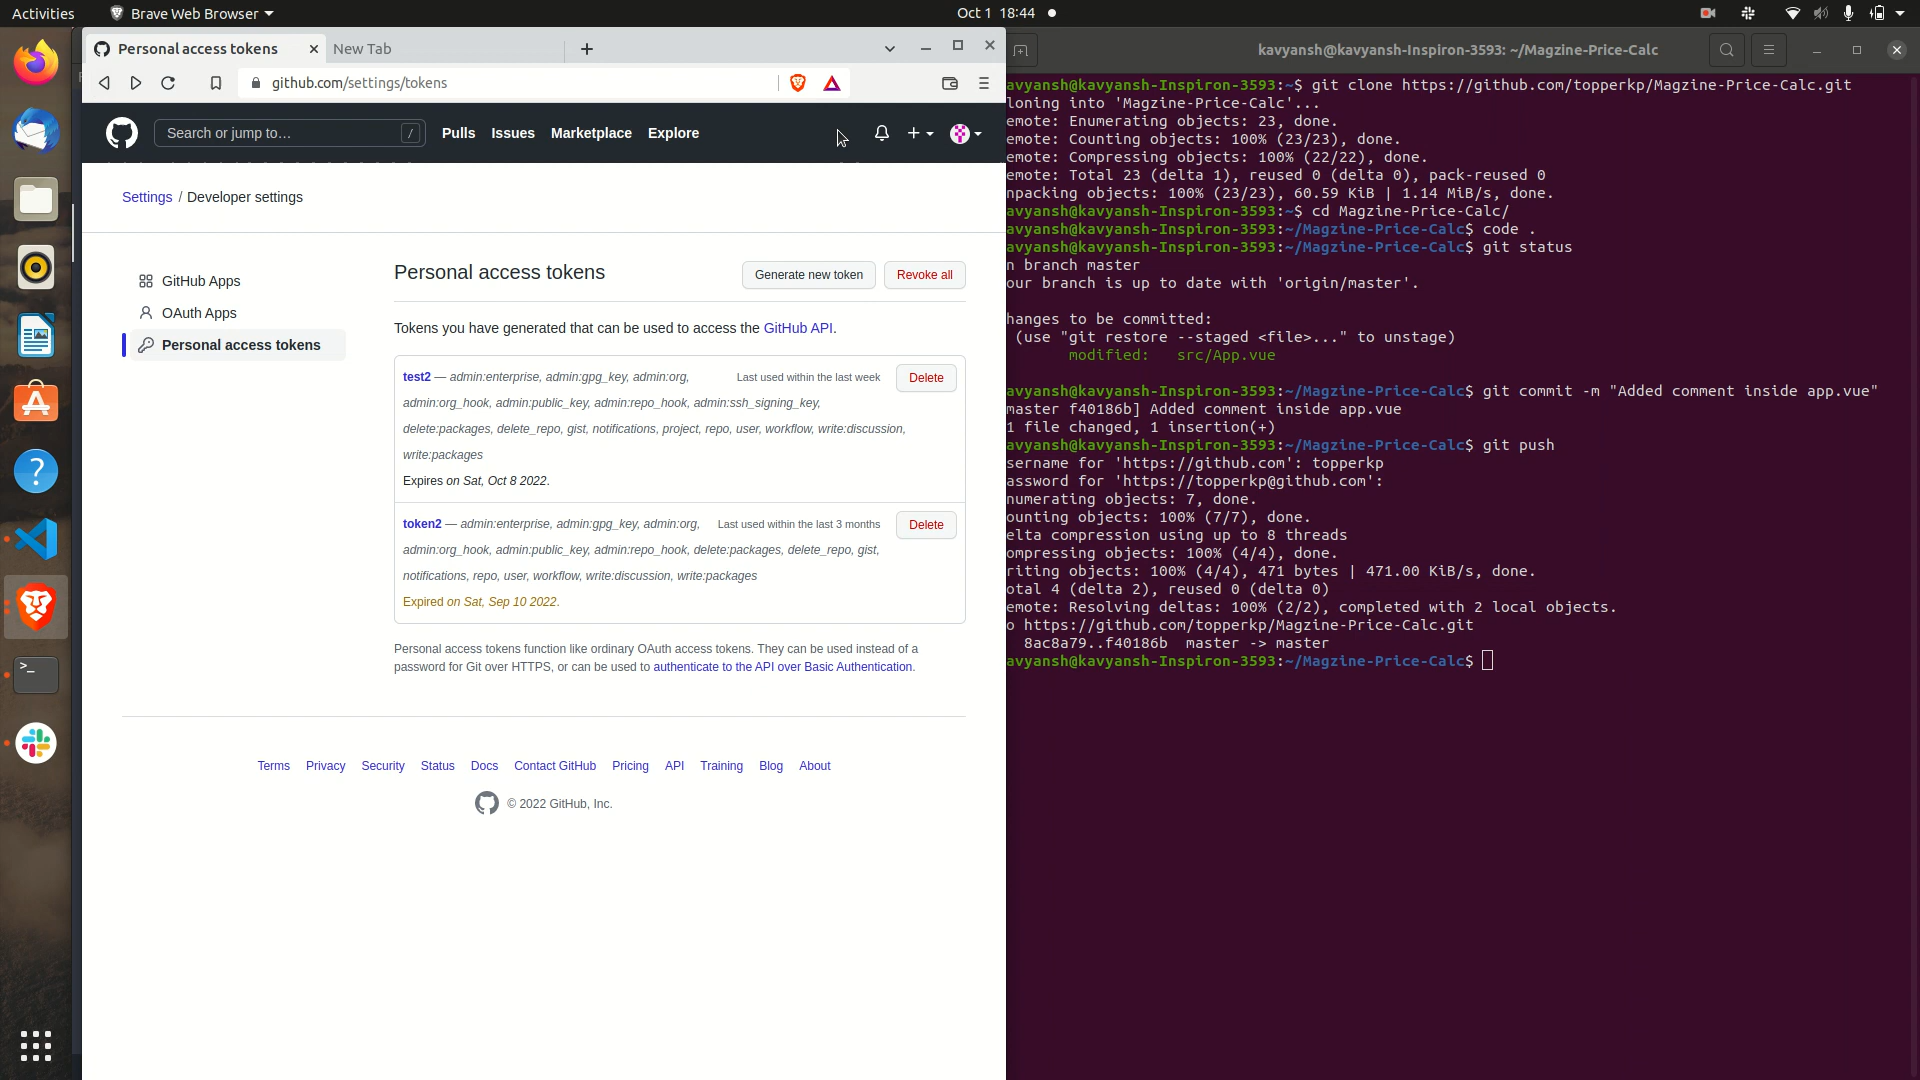 Activities
Brave Web Browser
Oct 1 18:44
Personal access tokens
New Tab
github.com/settings/tokens
Search or jump to…
/
Pulls
Issues
Marketplace
Explore
Settings / Developer settings
GitHub Apps
OAuth Apps
Personal access tokens
Personal access tokens
Generate new token
Revoke all
Tokens you have generated that can be used to access the GitHub API.
test2 — admin:enterprise, admin:gpg_key, admin:org,
Last used within the last week
Delete
admin:org_hook, admin:public_key, admin:repo_hook, admin:ssh_signing_key,
delete:packages, delete_repo, gist, notifications, project, repo, user, workflow, write:discussion,
write:packages
Expires on Sat, Oct 8 2022.
token2 — admin:enterprise, admin:gpg_key, admin:org,
Last used within the last 3 months
Delete
admin:org_hook, admin:public_key, admin:repo_hook, delete:packages, delete_repo, gist,
notifications, repo, user, workflow, write:discussion, write:packages
Expired on Sat, Sep 10 2022.
Personal access tokens function like ordinary OAuth access tokens. They can be used instead of a
password for Git over HTTPS, or can be used to authenticate to the API over Basic Authentication.
Terms
Privacy
Security
Status
Docs
Contact GitHub
Pricing
API
Training
Blog
About
© 2022 GitHub, Inc.
kavyansh@kavyansh-Inspiron-3593: ~/Magzine-Price-Calc
avyansh@kavyansh-Inspiron-3593:~$ git clone https://github.com/topperkp/Magzine-Price-Calc.git
loning into 'Magzine-Price-Calc'...
emote: Enumerating objects: 23, done.
emote: Counting objects: 100% (23/23), done.
emote: Compressing objects: 100% (22/22), done.
emote: Total 23 (delta 1), reused 0 (delta 0), pack-reused 0
npacking objects: 100% (23/23), 60.59 KiB | 1.14 MiB/s, done.
avyansh@kavyansh-Inspiron-3593:~$ cd Magzine-Price-Calc/
avyansh@kavyansh-Inspiron-3593:~/Magzine-Price-Calc$ code .
avyansh@kavyansh-Inspiron-3593:~/Magzine-Price-Calc$ git status
n branch master
our branch is up to date with 'origin/master'.
hanges to be committed:
(use "git restore --staged <file>..." to unstage)
modified: src/App.vue
avyansh@kavyansh-Inspiron-3593:~/Magzine-Price-Calc$ git commit -m "Added comment inside app.vue"
master f40186b] Added comment inside app.vue
1 file changed, 1 insertion(+)
avyansh@kavyansh-Inspiron-3593:~/Magzine-Price-Calc$ git push
sername for 'https://github.com': topperkp
assword for 'https://topperkp@github.com':
numerating objects: 7, done.
ounting objects: 100% (7/7), done.
elta compression using up to 8 threads
ompressing objects: 100% (4/4), done.
riting objects: 100% (4/4), 471 bytes | 471.00 KiB/s, done.
otal 4 (delta 2), reused 0 (delta 0)
emote: Resolving deltas: 100% (2/2), completed with 2 local objects.
o https://github.com/topperkp/Magzine-Price-Calc.git
8ac8a79..f40186b master -> master
avyansh@kavyansh-Inspiron-3593:~/Magzine-Price-Calc$